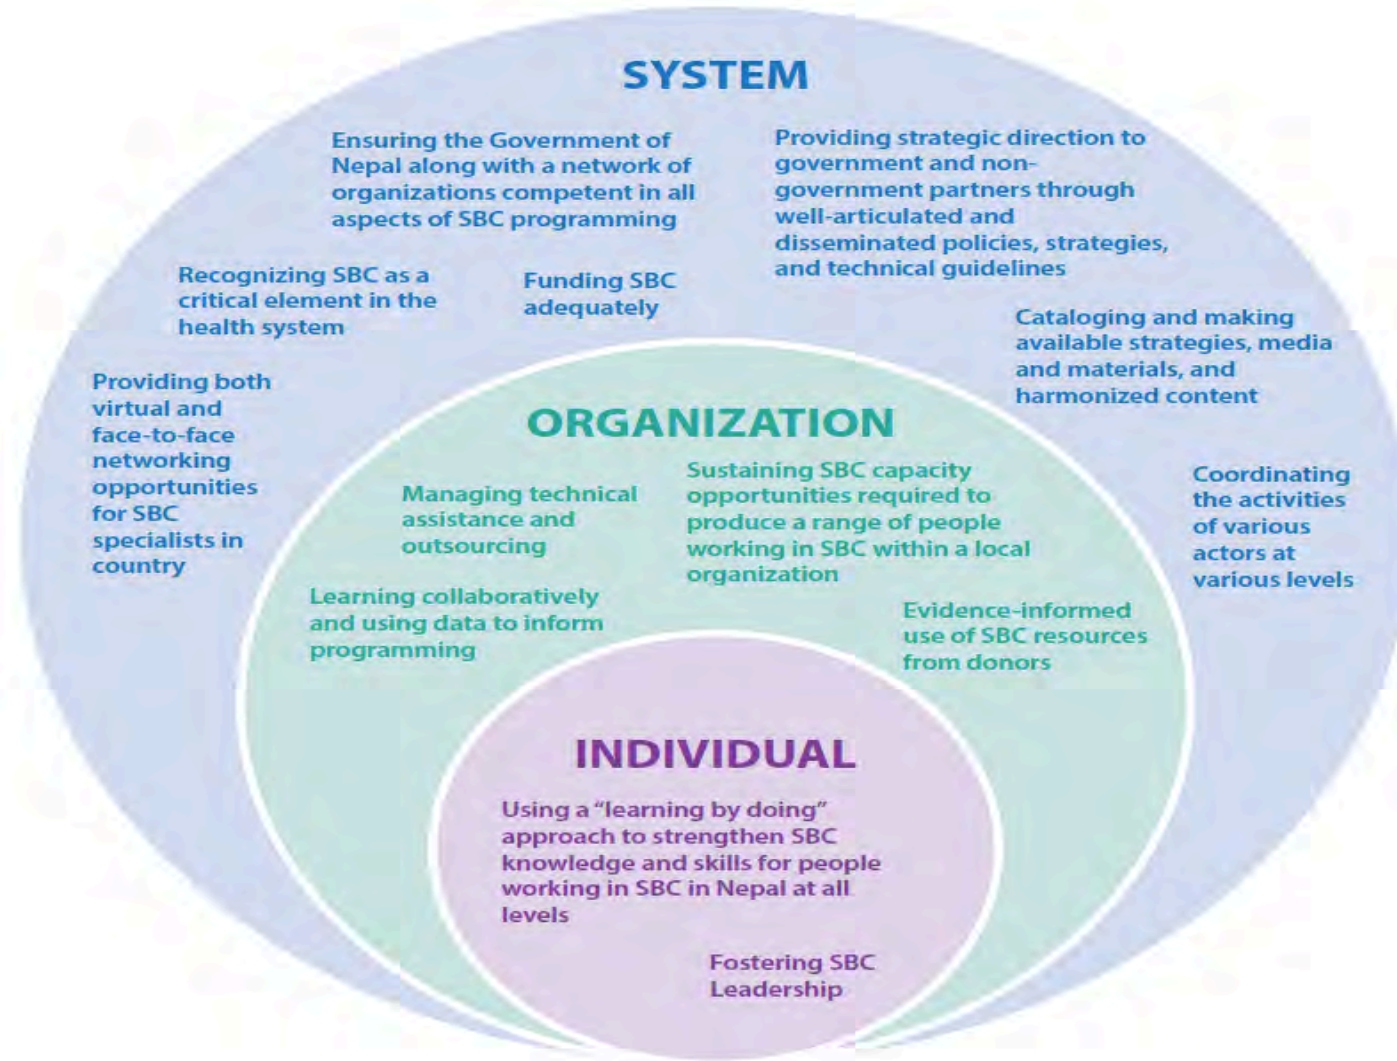 SYSTEM
Ensuring the Government of
Nepal along with a network of
organizations competent in all
aspects of SBC programming
Providing strategic direction to
government and non-
government partners through
well-articulated and
disseminated policies, strategies,
and technical guidelines
Recognizing SBC as a
critical element in the
health system
Funding SBC
adequately
Cataloging and making
available strategies, media
and materials, and
harmonized content
Providing both
virtual and
face-to-face
networking
opportunities
for SBC
specialists in
country
Coordinating
the activities
of various
actors at
various levels
ORGANIZATION
Managing technical
assistance and
outsourcing
Sustaining SBC capacity
opportunities required to
produce a range of people
working in SBC within a local
organization
Learning collaboratively
and using data to inform
programming
Evidence-informed
use of SBC resources
from donors
INDIVIDUAL
Using a “learning by doing”
approach to strengthen SBC
knowledge and skills for people
working in SBC in Nepal at all
levels
Fostering SBC
Leadership